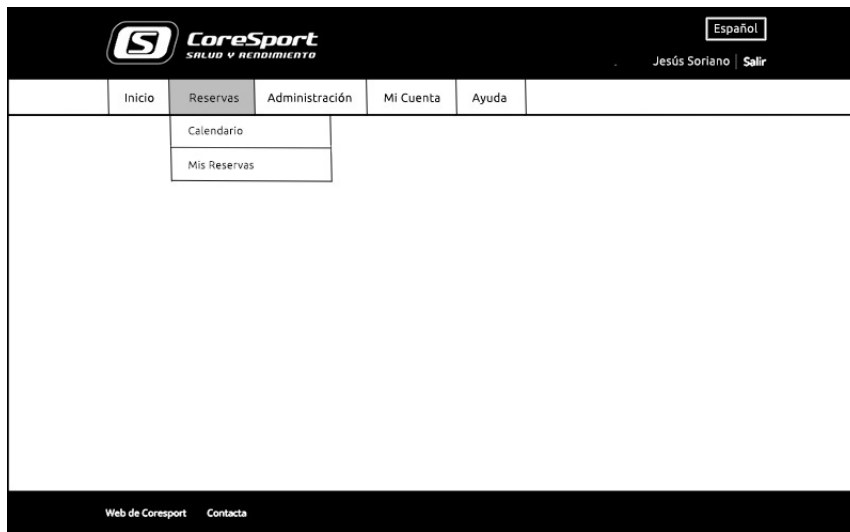 S CoreSport
SALUD Y RENDIMIENTO
Español
Jesús Soriano | Salir
Inicio Reservas Administración Mi Cuenta Ayuda
Calendario
Mis Reservas
Web de Coresport Contacta